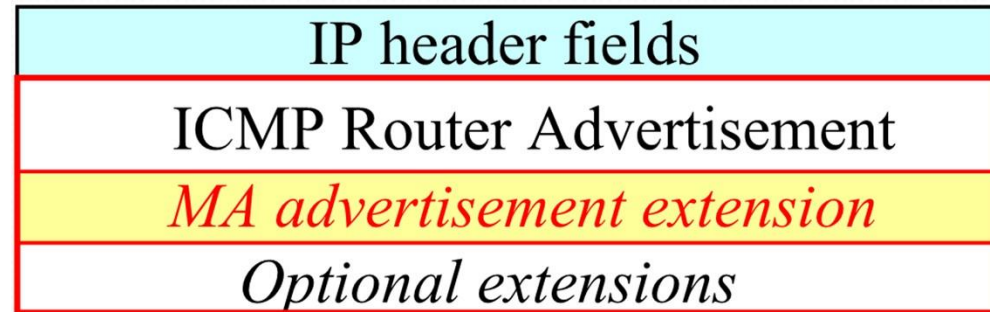 IP header fields
ICMP Router Advertisement
MA advertisement extension
Optional extensions